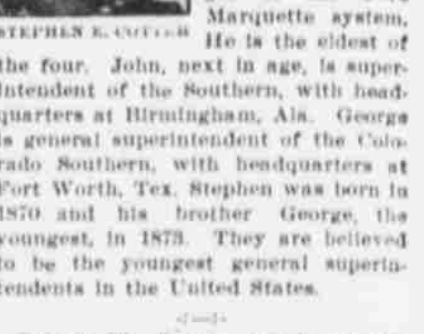 Marquette system.
STEPHEN E. COTTER
He is the eldest of
the four. John, next in age, is super-
intendent of the Southern, with head-
quarters at Birmingham, Ala. George
is general superintendent of the Colo-
rado Southern, with headquarters at
Fort Worth, Tex. Stephen was born in
1870 and his brother George, the
youngest, in 1873. They are believed
to be the youngest general superin-
tendents in the United States.